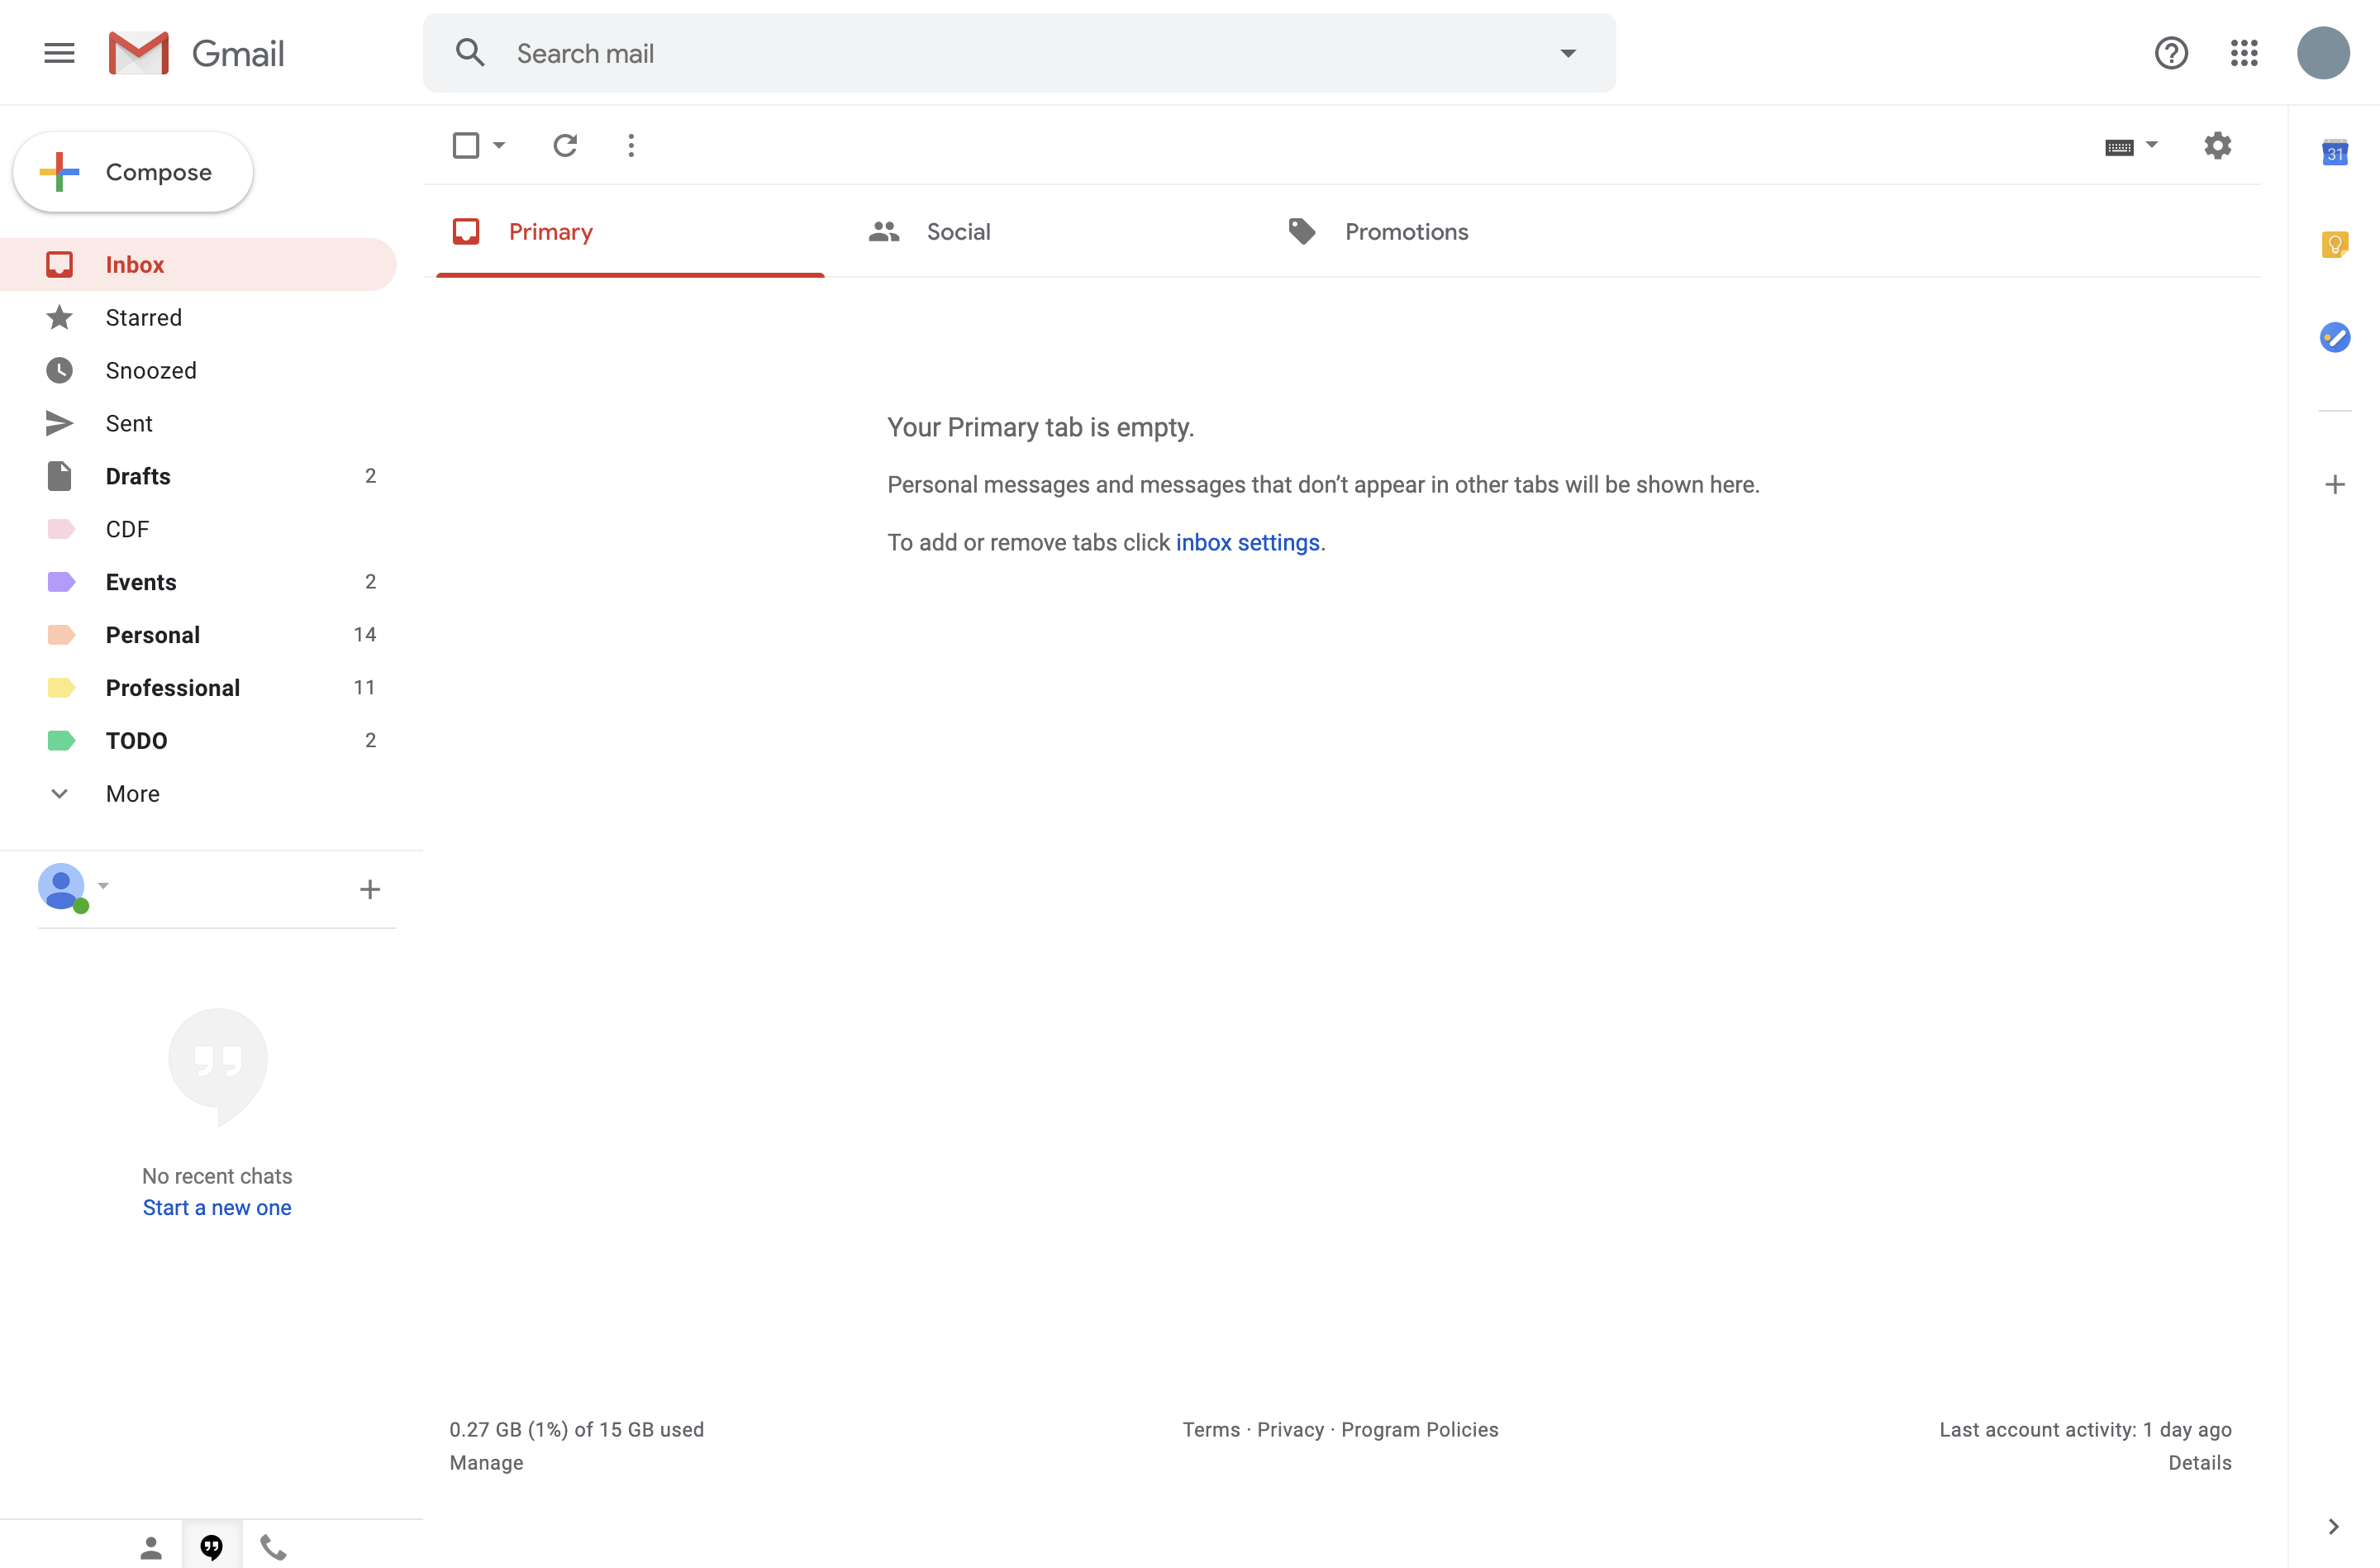 Gmail
Search mail
Compose
Inbox
Starred
Snoozed
Sent
Drafts 2
CDF
Events 2
Personal 14
Professional 11
TODO 2
More
No recent chats
Start a new one
Primary
Social
Promotions
Your Primary tab is empty.
Personal messages and messages that don’t appear in other tabs will be shown here.
To add or remove tabs click inbox settings.
0.27 GB (1%) of 15 GB used
Manage
Terms · Privacy · Program Policies
Last account activity: 1 day ago
Details
31